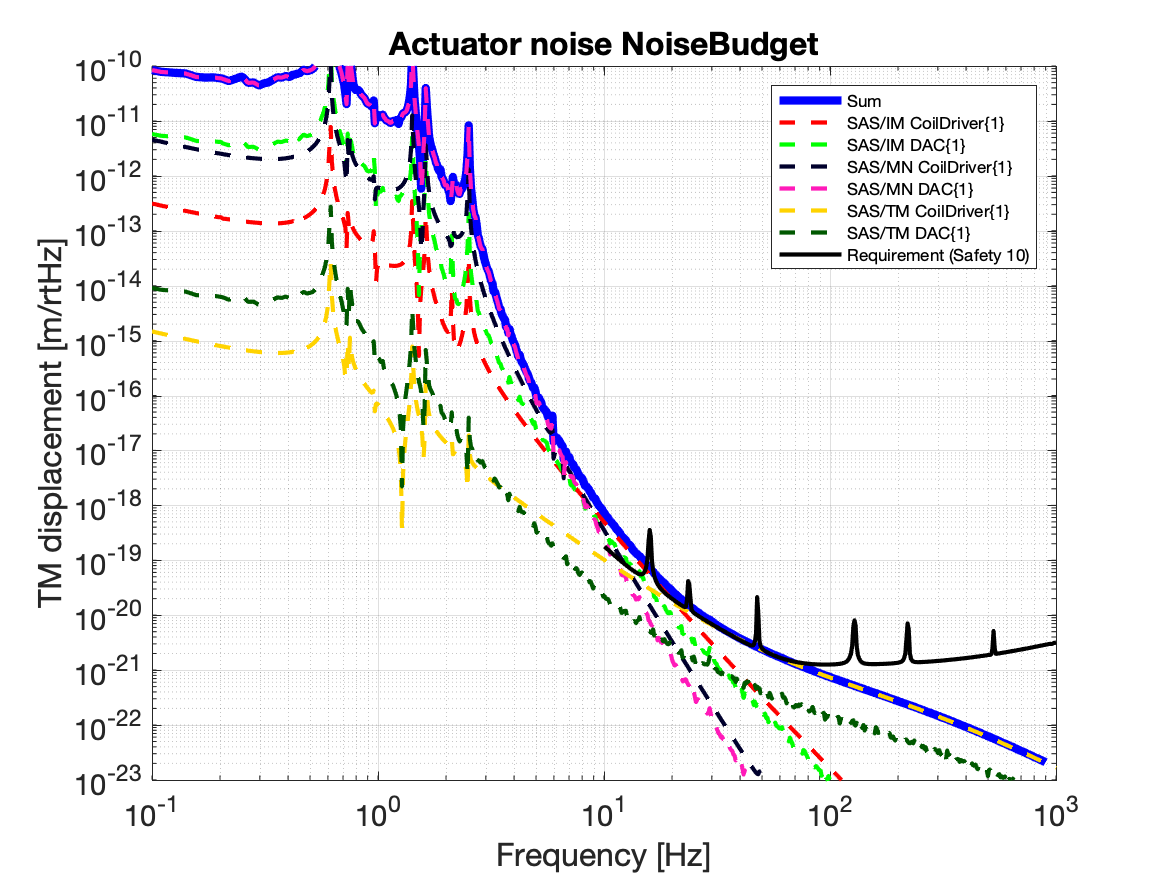 Actuator noise NoiseBudget
TM displacement [m/rtHz]
10^-10
10^-11
10^-12
10^-13
10^-14
10^-15
10^-16
10^-17
10^-18
10^-19
10^-20
10^-21
10^-22
10^-23
Sum
SAS/IM CoilDriver{1}
SAS/IM DAC{1}
SAS/MN CoilDriver{1}
SAS/MN DAC{1}
SAS/TM CoilDriver{1}
SAS/TM DAC{1}
Requirement (Safety 10)
10^-1 10^0 10^1 10^2 10^3
Frequency [Hz]